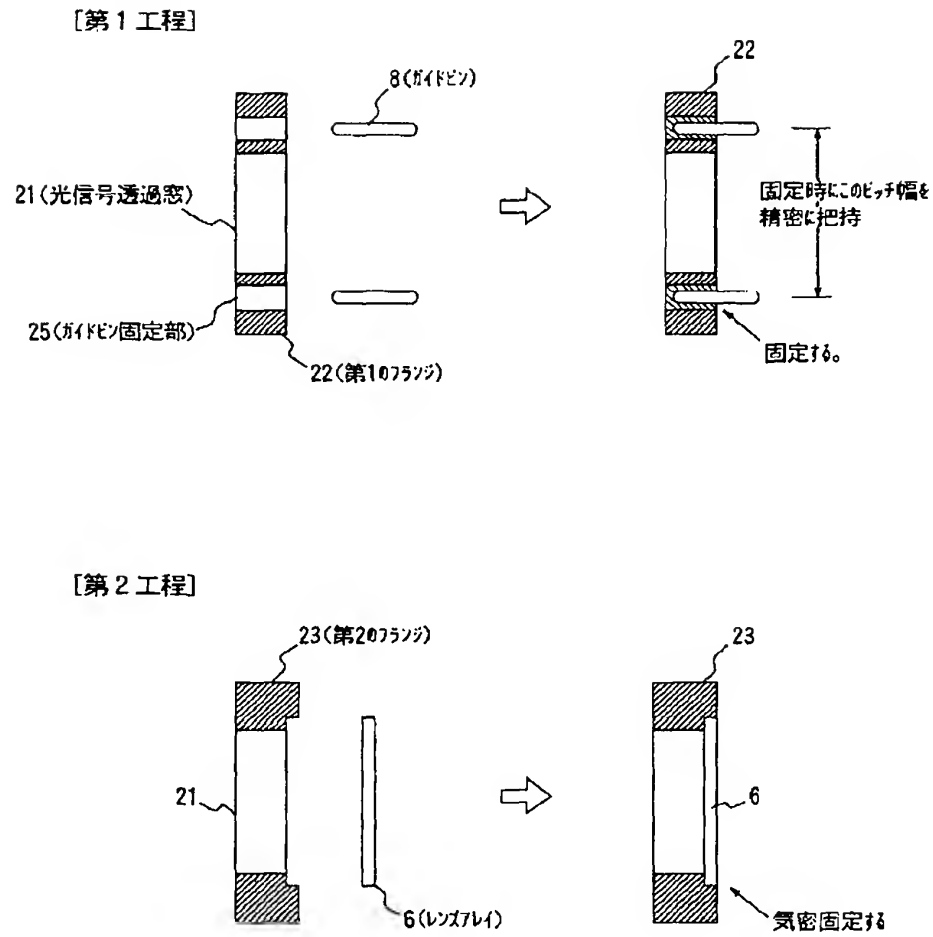 [第1工程]
8(ガイドピン)
22
21(光信号透過窓)
固定時にこのピッチ幅を
精密に把持
25(ガイドピン固定部)
固定する。
22(第1のフランジ)
[第2工程]
23(第2のフランジ)
23
21
6
6(レンズアレイ)
気密固定する